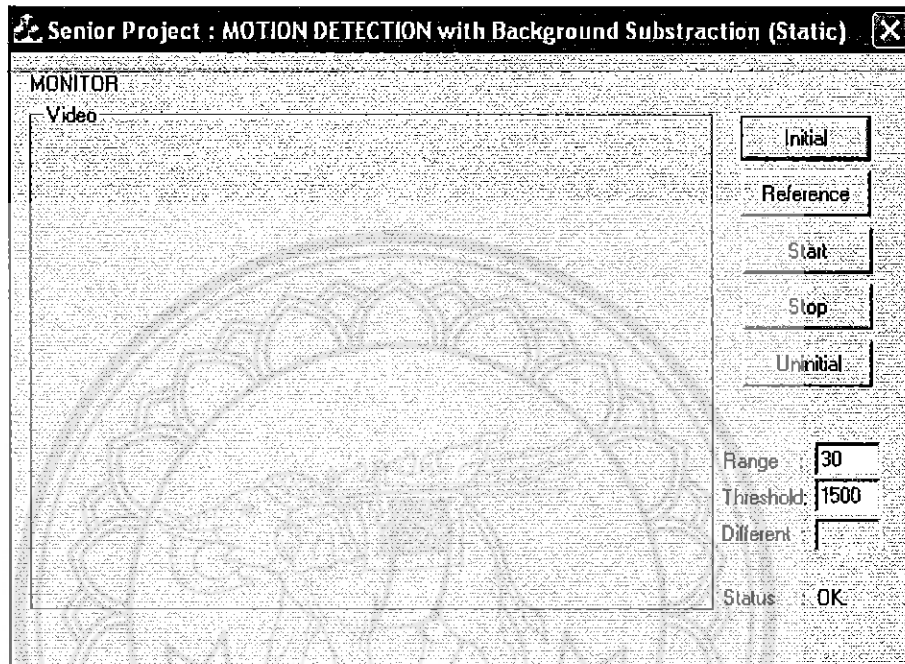 Senior Project : MOTION DETECTION with Background Substraction (Static)
MONITOR
Video
Initial
Reference
Start
Stop
Uninitial
Range : 30
Threshold: 1500
Different :
Status : OK.